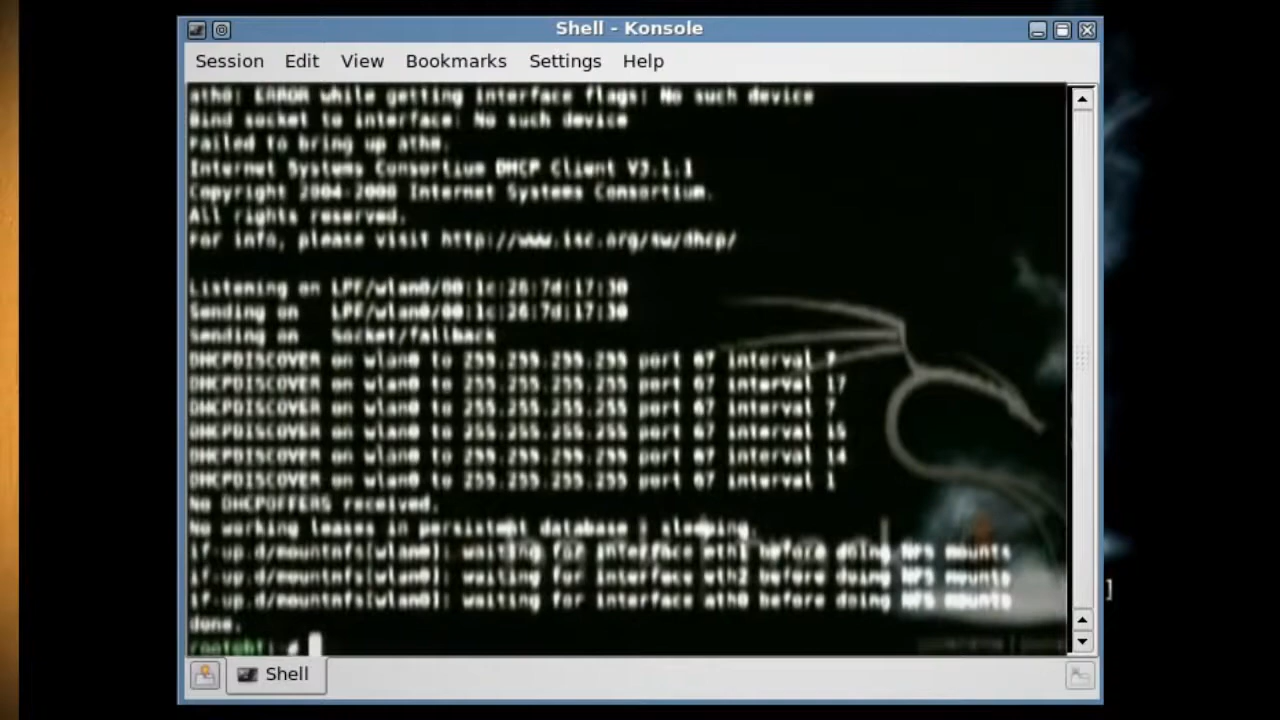 Shell - Konsole
Session Edit View Bookmarks Settings Help
ath0: ERROR while getting interface flags: No such device
Bind socket to interface: No such device
Failed to bring up ath0.
Internet Systems Consortium DHCP Client V3.1.1
Copyright 2004-2008 Internet Systems Consortium.
All rights reserved.
For info, please visit http://www.isc.org/sw/dhcp/
Listening on LPF/wlan0/00:1c:26:7d:17:30
Sending on LPF/wlan0/00:1c:26:7d:17:30
Sending on Socket/fallback
DHCPDISCOVER on wlan0 to 255.255.255.255 port 67 interval
DHCPDISCOVER on wlan0 to 255.255.255.255 port 67 interval 17
DHCPDISCOVER on wlan0 to 255.255.255.255 port 67 interval 7
DHCPDISCOVER on wlan0 to 255.255.255.255 port 67 interval 15
DHCPDISCOVER on wlan0 to 255.255.255.255 port 67 interval 14
DHCPDISCOVER on wlan0 to 255.255.255.255 port 67 interval 1
No DHCPOFFERS received.
No working leases in persistent database - sleeping.
if-up.d/mountnfs[wlan0]: waiting for interface eth1 before doing NFS mounts
if-up.d/mountnfs[wlan0]: waiting for interface eth2 before doing NFS mounts
if-up.d/mountnfs[wlan0]: waiting for interface ath0 before doing NFS mounts
done.
root@bt: #
]
Shell